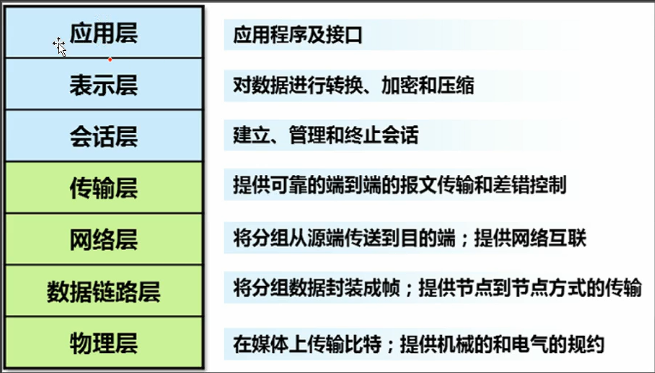 应用层
应用程序及接口
表示层
对数据进行转换、加密和压缩
会话层
建立、管理和终止会话
传输层
提供可靠的端到端的报文传输和差错控制
网络层
将分组从源端传送到目的端；提供网络互联
数据链路层
将分组数据封装成帧；提供节点到节点方式的传输
物理层
在媒体上传输比特；提供机械的和电气的规约